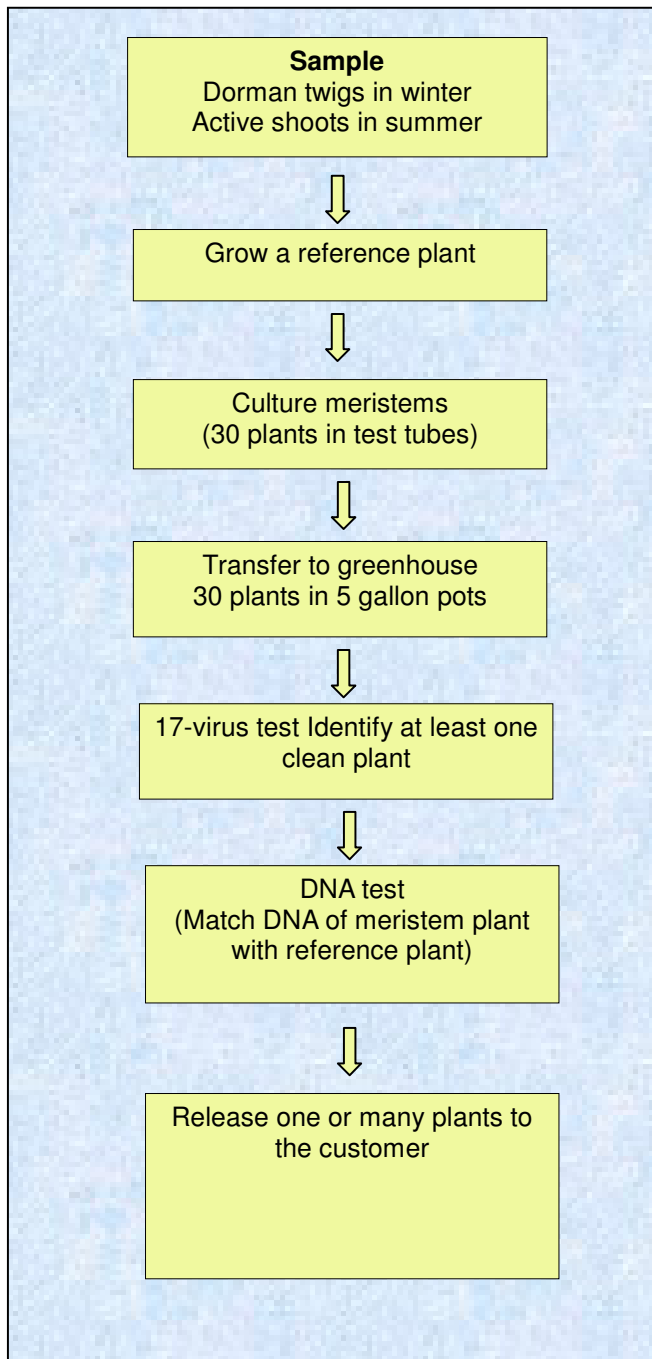 Sample
Dorman twigs in winter
Active shoots in summer
Grow a reference plant
Culture meristems
(30 plants in test tubes)
Transfer to greenhouse
30 plants in 5 gallon pots
17-virus test Identify at least one
clean plant
DNA test
(Match DNA of meristem plant
with reference plant)
Release one or many plants to
the customer